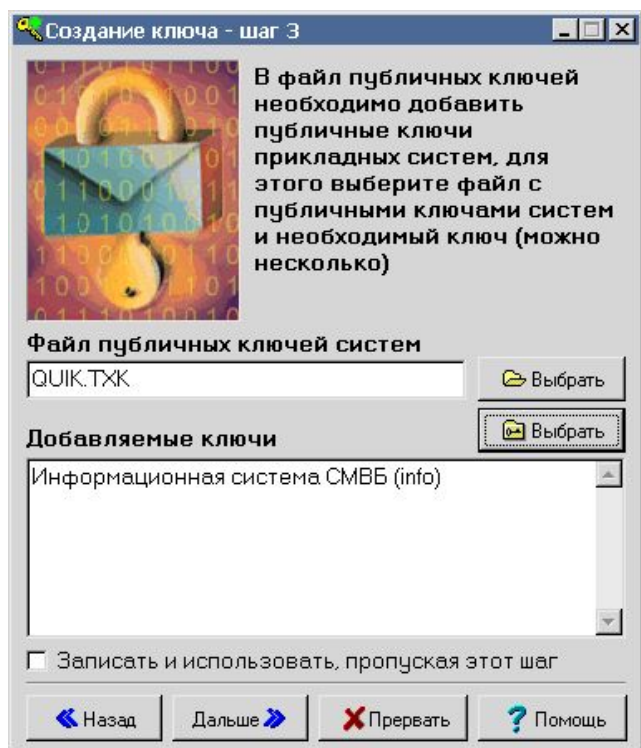 Создание ключа - шаг 3
В файл публичных ключей
необходимо добавить
публичные ключи
прикладных систем, для
этого выберите файл с
публичными ключами систем
и необходимый ключ (можно
несколько)
Файл публичных ключей систем
QUIK.TXK
Выбрать
Выбрать
Добавляемые ключи
Информационная система СМВБ (info)
Записать и использовать, пропуская этот шаг
Назад
Дальше
Прервать
? Помощь